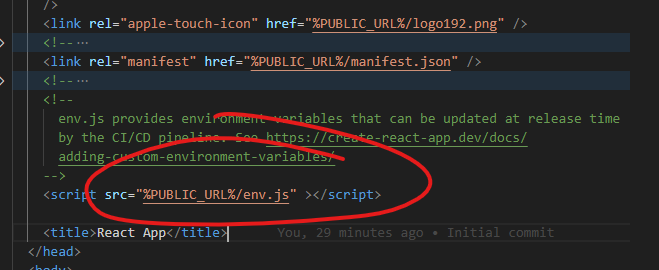 />
<link rel="apple-touch-icon" href="%PUBLIC_URL%/logo192.png" />
<!-- ...
<link rel="manifest" href="%PUBLIC_URL%/manifest.json" />
<!-- ...
<!--
env.js provides environment variables that can be updated at release time
by the CI/CD pipeline. See https://create-react-app.dev/docs/
adding-custom-environment-variables/
-->
<script src="%PUBLIC_URL%/env.js" ></script>
<title>React App</title> You, 29 minutes ago • Initial commit
</head>
<body>